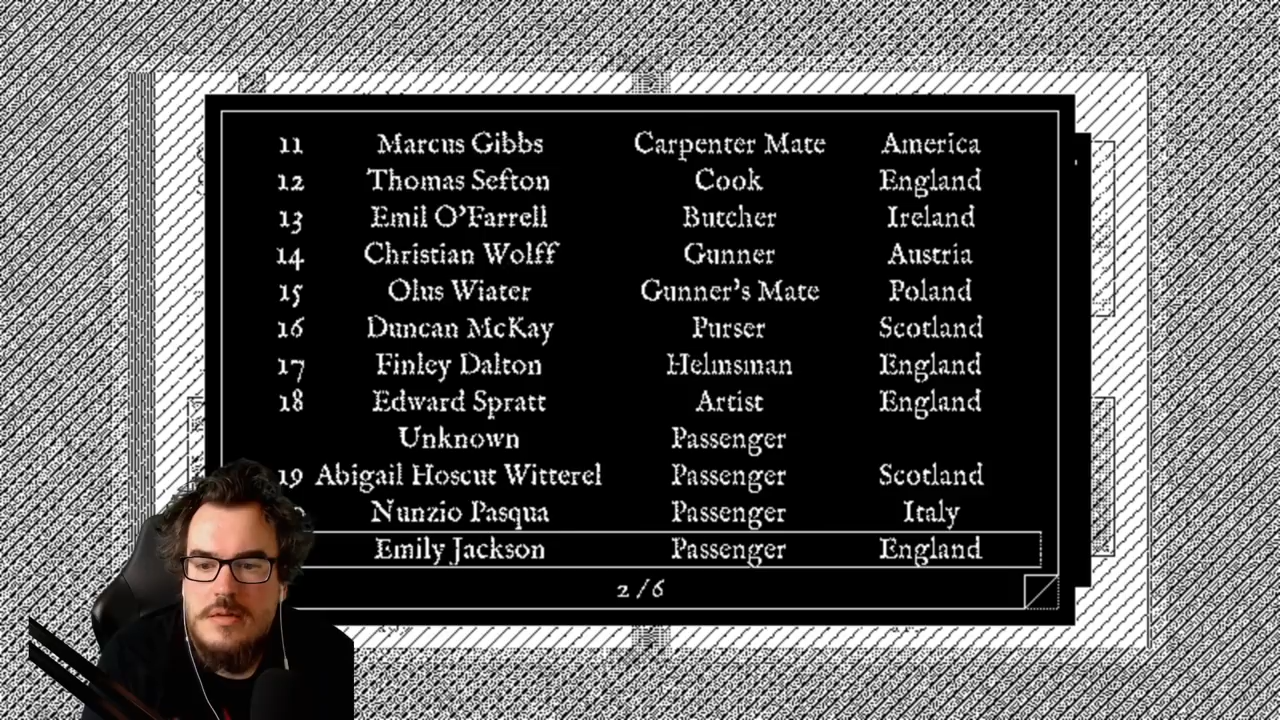 11 Marcus Gibbs Carpenter Mate America
12 Thomas Sefton Cook England
13 Emil O'Farrell Butcher Ireland
14 Christian Wolff Gunner Austria
15 Olus Wiater Gunner's Mate Poland
16 Duncan McKay Purser Scotland
17 Finley Dalton Helmsman England
18 Edward Spratt Artist England
Unknown Passenger
19 Abigail Hoscut Witterel Passenger Scotland
Nunzio Pasqua Passenger Italy
Emily Jackson Passenger England
2/6